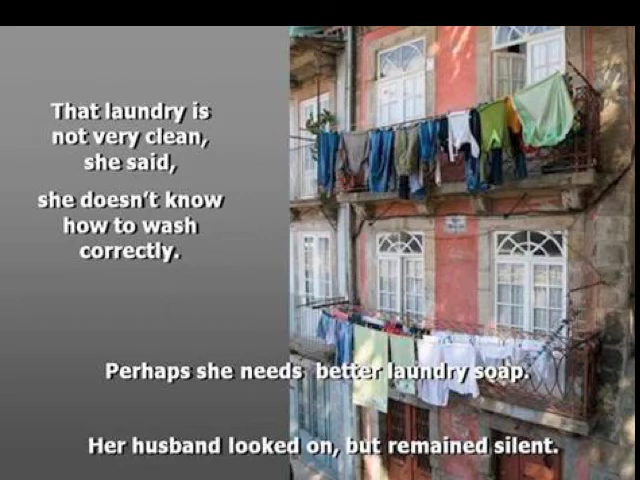 That laundry is
not very clean,
she said,
she doesn't know
how to wash
correctly.
Perhaps she needs  better laundry soap.
Her husband looked on, but remained silent.